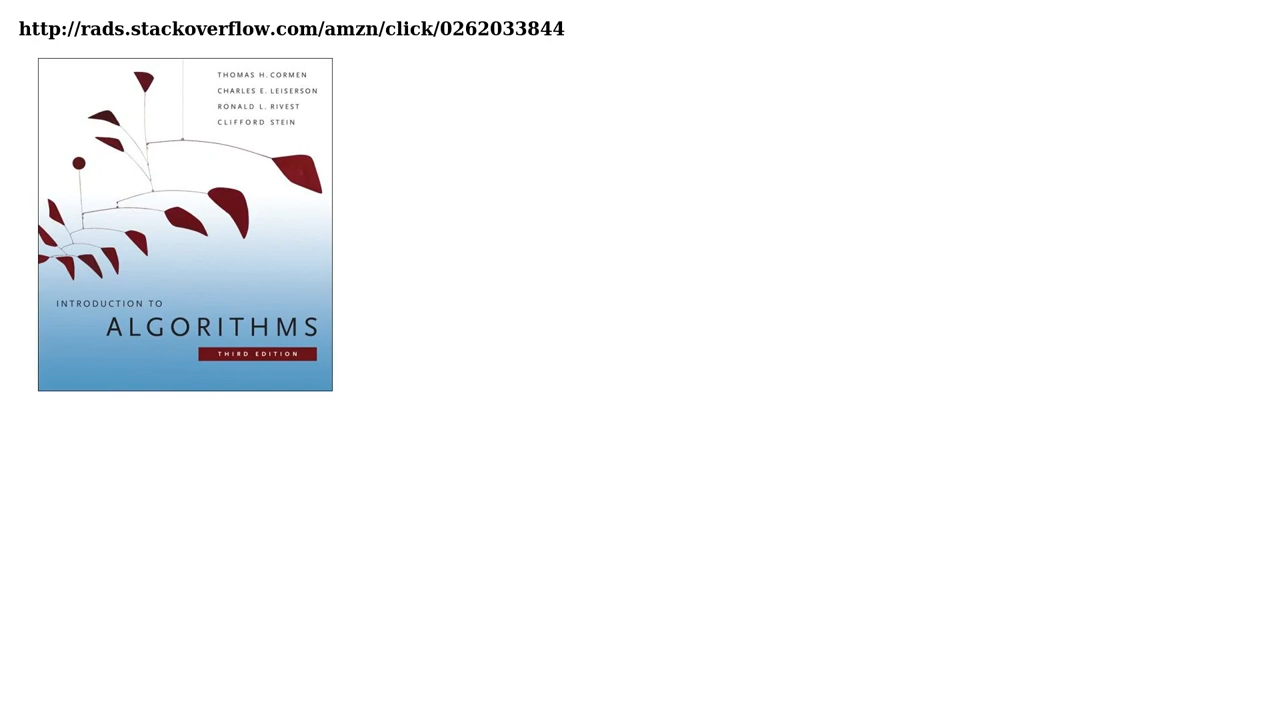 http://rads.stackoverflow.com/amzn/click/0262033844
THOMAS H. CORMEN
CHARLES E. LEISERSON
RONALD L. RIVEST
CLIFFORD STEIN
INTRODUCTION TO
ALGORITHMS
THIRD EDITION